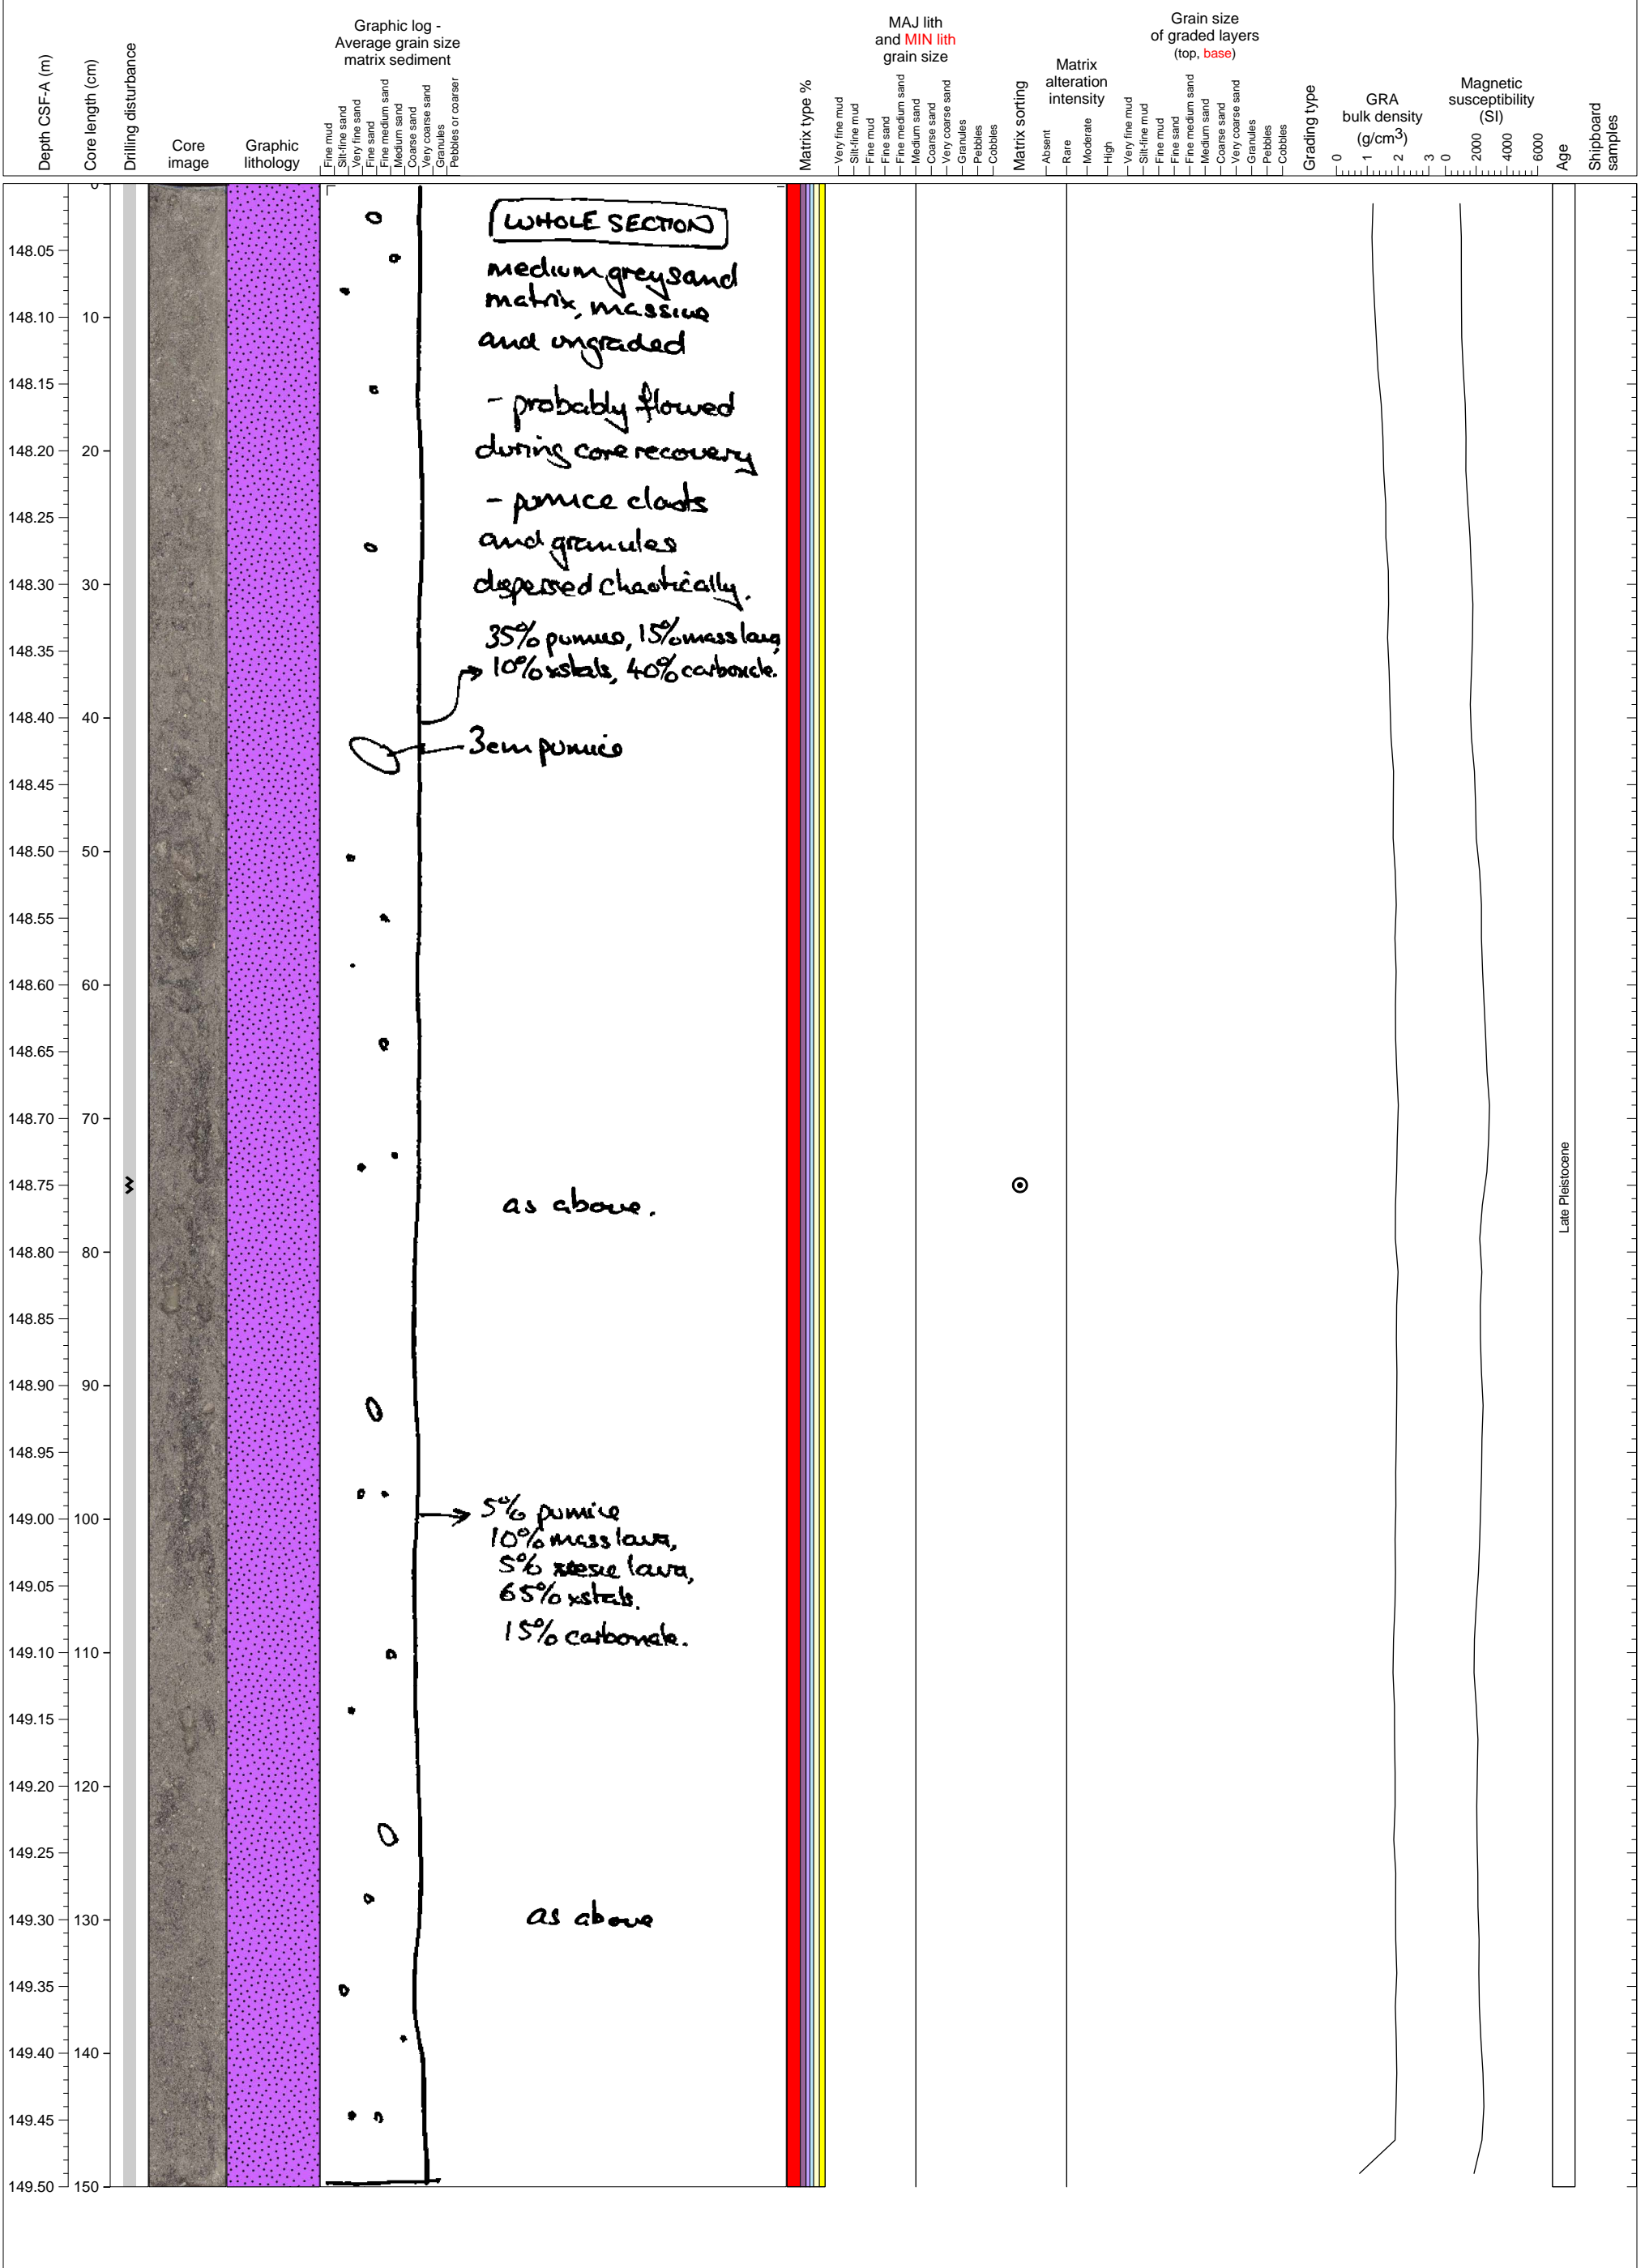 Depth CSF-A (m)
Core length (cm)
Drilling disturbance
Core
image
Graphic
lithology
Graphic log -
Average grain size
matrix sediment
Fine mud
Silt-fine sand
Very fine sand
Fine sand
Fine medium sand
Medium sand
Coarse sand
Very coarse sand
Granules
Pebbles or coarser
Matrix type %
MAJ lith
and MIN lith
grain size
Very fine mud
Silt-fine mud
Fine mud
Fine sand
Fine medium sand
Medium sand
Coarse sand
Very coarse sand
Granules
Pebbles
Cobbles
Matrix sorting
Matrix
alteration
intensity
Absent
Rare
Moderate
High
Grain size
of graded layers
(top, base)
Very fine mud
Silt-fine mud
Fine mud
Fine sand
Fine medium sand
Medium sand
Coarse sand
Very coarse sand
Granules
Pebbles
Cobbles
Grading type
GRA
bulk density
(g/cm3)
0
1
2
3
Magnetic
susceptibility
(SI)
0
2000
4000
6000
Age
Shipboard
samples
0
148.05
148.10 10
148.15
148.20 20
148.25
148.30 30
148.35
148.40 40
148.45
148.50 50
148.55
148.60 60
148.65
148.70 70
148.75
148.80 80
148.85
148.90 90
148.95
149.00 100
149.05
149.10 110
149.15
149.20 120
149.25
149.30 130
149.35
149.40 140
149.45
149.50 150
WHOLE SECTION
medium grey sand
matrix, massive
and ungraded
- probably flowed
during core recovery
- pumice clasts
and granules
dispersed chaotically.
35% pumice, 15% mass lava,
10% xstals, 40% carbonate.
3cm pumice
as above.
5% pumice
10% mass lava,
5% lava,
65% xstals.
15% carbonate.
as above
Late Pleistocene